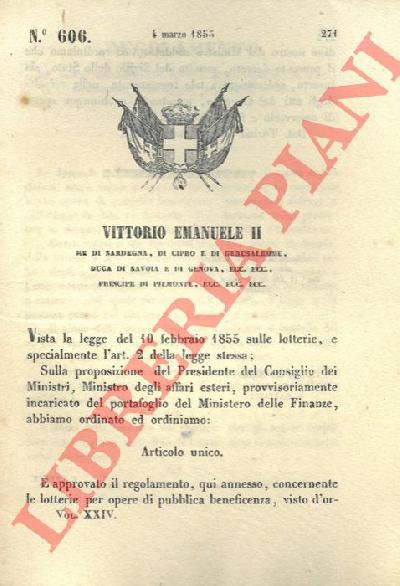 N.° 606.
4 marzo 1855
271
VITTORIO EMANUELE II
RE DI SARDEGNA, DI CIPRO E DI GERUSALEMME,
DUCA DI SAVOIA E DI GENOVA, ECC. ECC.,
PRINCIPE DI PIEMONTE, ECC. ECC. ECC.
Vista la legge del 10 febbraio 1855 sulle lotterie, e
specialmente l'art. 2 della legge stessa;
Sulla proposizione del Presidente del Consiglio dei
Ministri, Ministro degli affari esteri, provvisoriamente
incaricato del portafoglio del Ministero delle Finanze,
abbiamo ordinato ed ordiniamo:
Articolo unico.
È approvato il regolamento, qui annesso, concernente
le lotterie per opere di pubblica beneficenza, visto d'or-
Vol. XXIV.
LIBRERIA PIANI
LIBRERIA PIANI
LIBRERIA PIANI